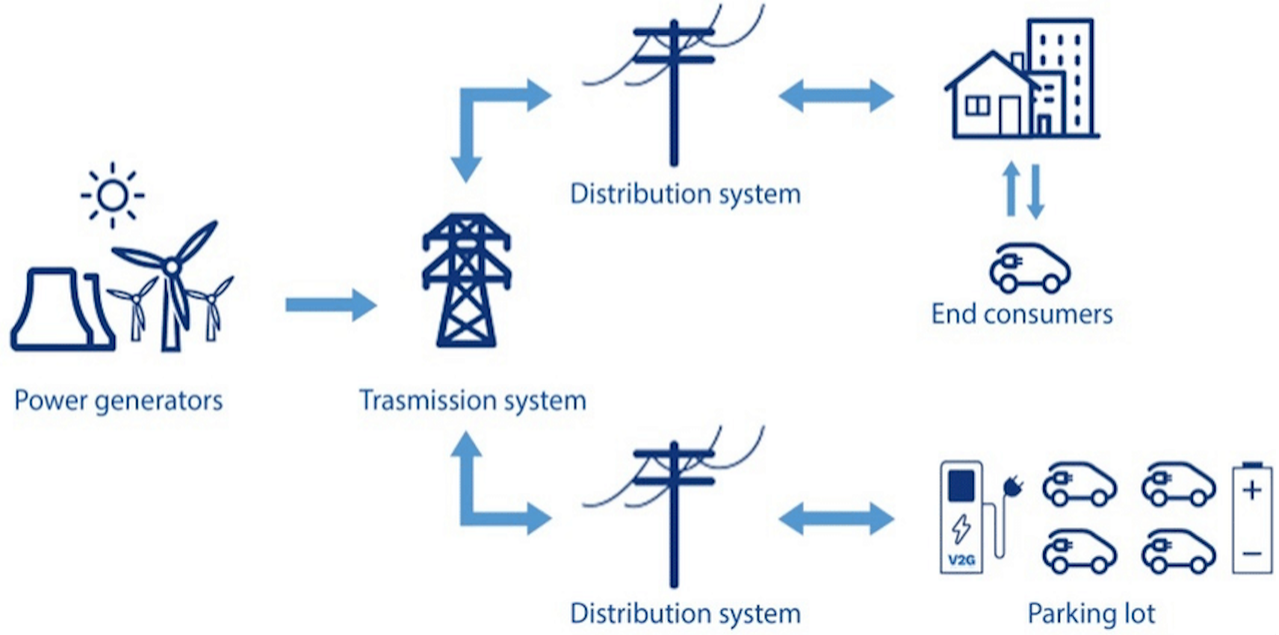 Distribution system
End consumers
Power generators
Trasmission system
+
V2G
−
Distribution system
Parking lot